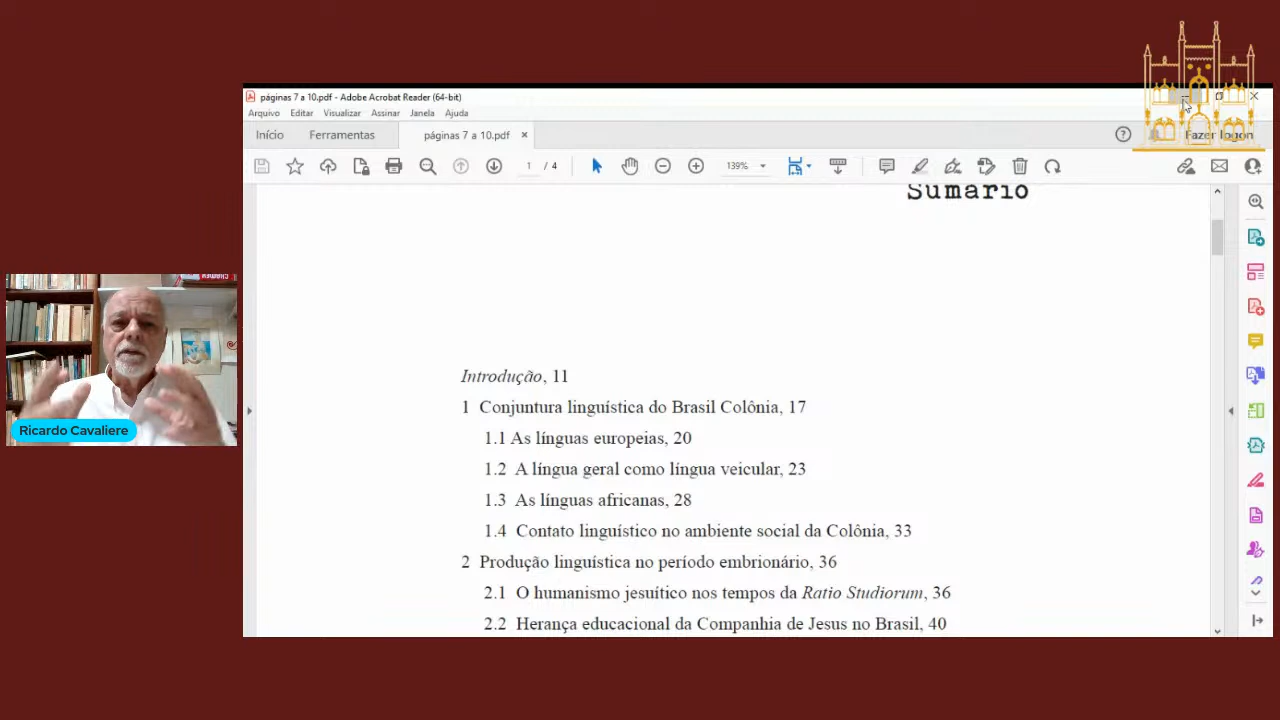 páginas 7 a 10.pdf - Adobe Acrobat Reader (64-bit)
Arquivo Editar Visualizar Assinar Janela Ajuda
Início Ferramentas páginas 7 a 10.pdf
Fazer logon
1 / 4
139%
Sumário
Introdução, 11
1 Conjuntura linguística do Brasil Colônia, 17
1.1 As línguas europeias, 20
1.2 A língua geral como língua veicular, 23
1.3 As línguas africanas, 28
1.4 Contato linguístico no ambiente social da Colônia, 33
2 Produção linguística no período embrionário, 36
2.1 O humanismo jesuítico nos tempos da Ratio Studiorum, 36
2.2 Herança educacional da Companhia de Jesus no Brasil, 40
Ricardo Cavaliere